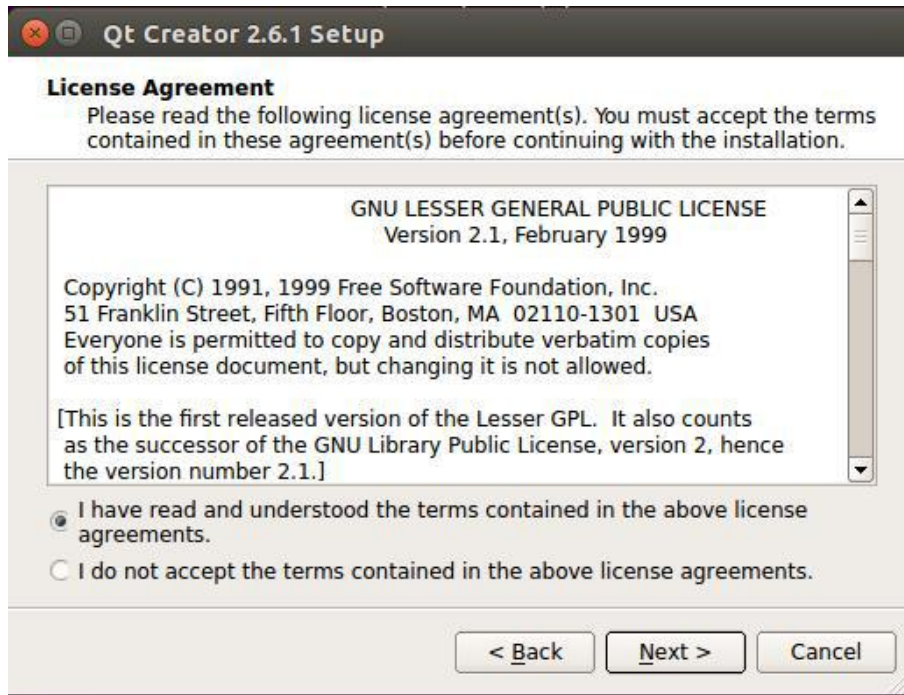 Qt Creator 2.6.1 Setup
License Agreement
Please read the following license agreement(s). You must accept the terms
contained in these agreement(s) before continuing with the installation.
GNU LESSER GENERAL PUBLIC LICENSE
Version 2.1, February 1999
Copyright (C) 1991, 1999 Free Software Foundation, Inc.
51 Franklin Street, Fifth Floor, Boston, MA  02110-1301  USA
Everyone is permitted to copy and distribute verbatim copies
of this license document, but changing it is not allowed.
[This is the first released version of the Lesser GPL.  It also counts
as the successor of the GNU Library Public License, version 2, hence
the version number 2.1.]
I have read and understood the terms contained in the above license
agreements.
I do not accept the terms contained in the above license agreements.
< Back Next > Cancel